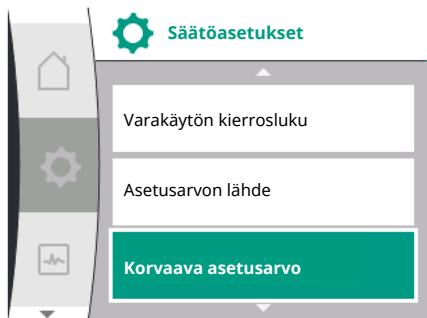 Säätöasetukset
Varakäytön kierrosluku
Asetusarvon lähde
Korvaava asetusarvo